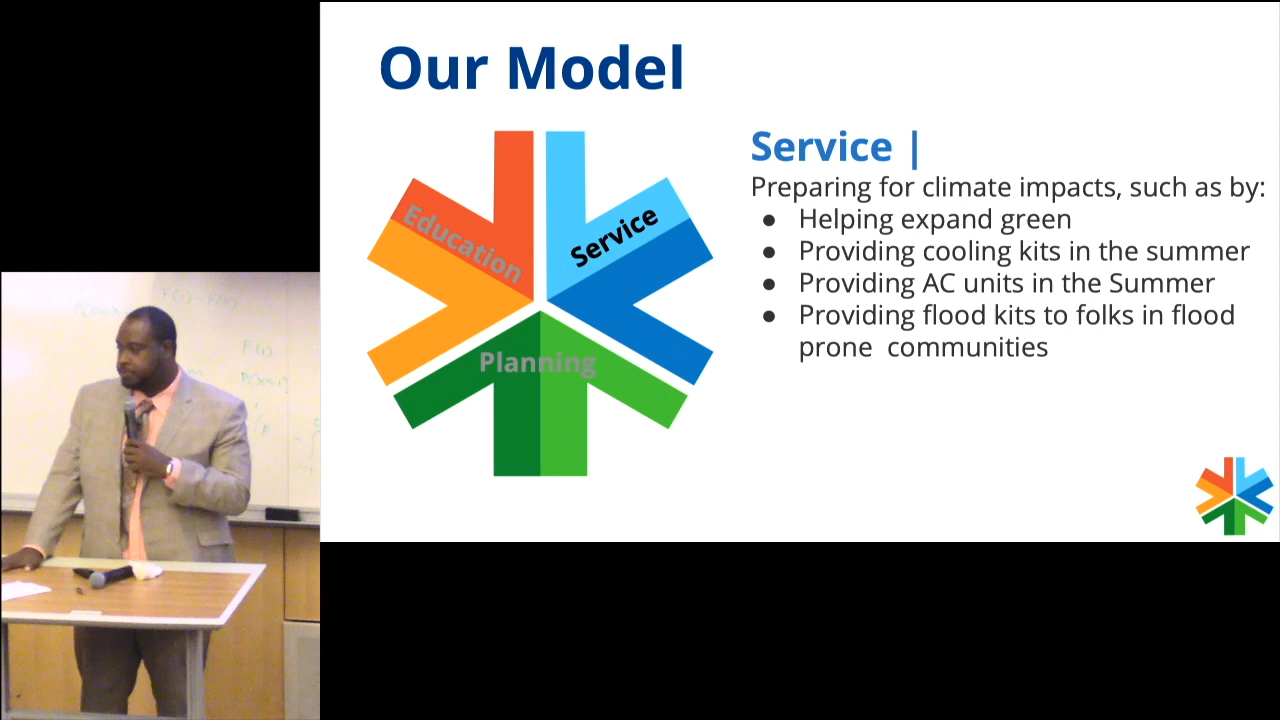 Our Model
Education
Service
Planning
Service |
Preparing for climate impacts, such as by:
● Helping expand green
● Providing cooling kits in the summer
● Providing AC units in the Summer
● Providing flood kits to folks in flood
prone communities